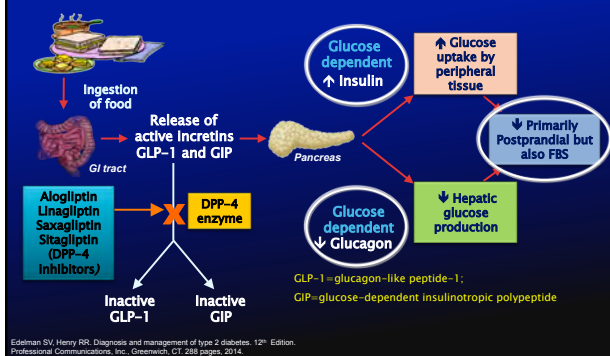 Ingestion
of food
GI tract
Release of
active incretins
GLP-1 and GIP
Pancreas
Glucose
dependent
↑ Insulin
↑ Glucose
uptake by
peripheral
tissue
↓ Primarily
Postprandial but
also FBS
Glucose
dependent
↓ Glucagon
↓ Hepatic
glucose
production
Alogliptin
Linagliptin
Saxagliptin
Sitagliptin
(DPP-4
Inhibitors)
X
DPP-4
enzyme
Inactive
GLP-1
Inactive
GIP
GLP-1=glucagon-like peptide-1;
GIP=glucose-dependent insulinotropic polypeptide
Edelman SV, Henry RR. Diagnosis and management of type 2 diabetes. 12th Edition.
Professional Communications, Inc., Greenwich, CT. 288 pages, 2014.